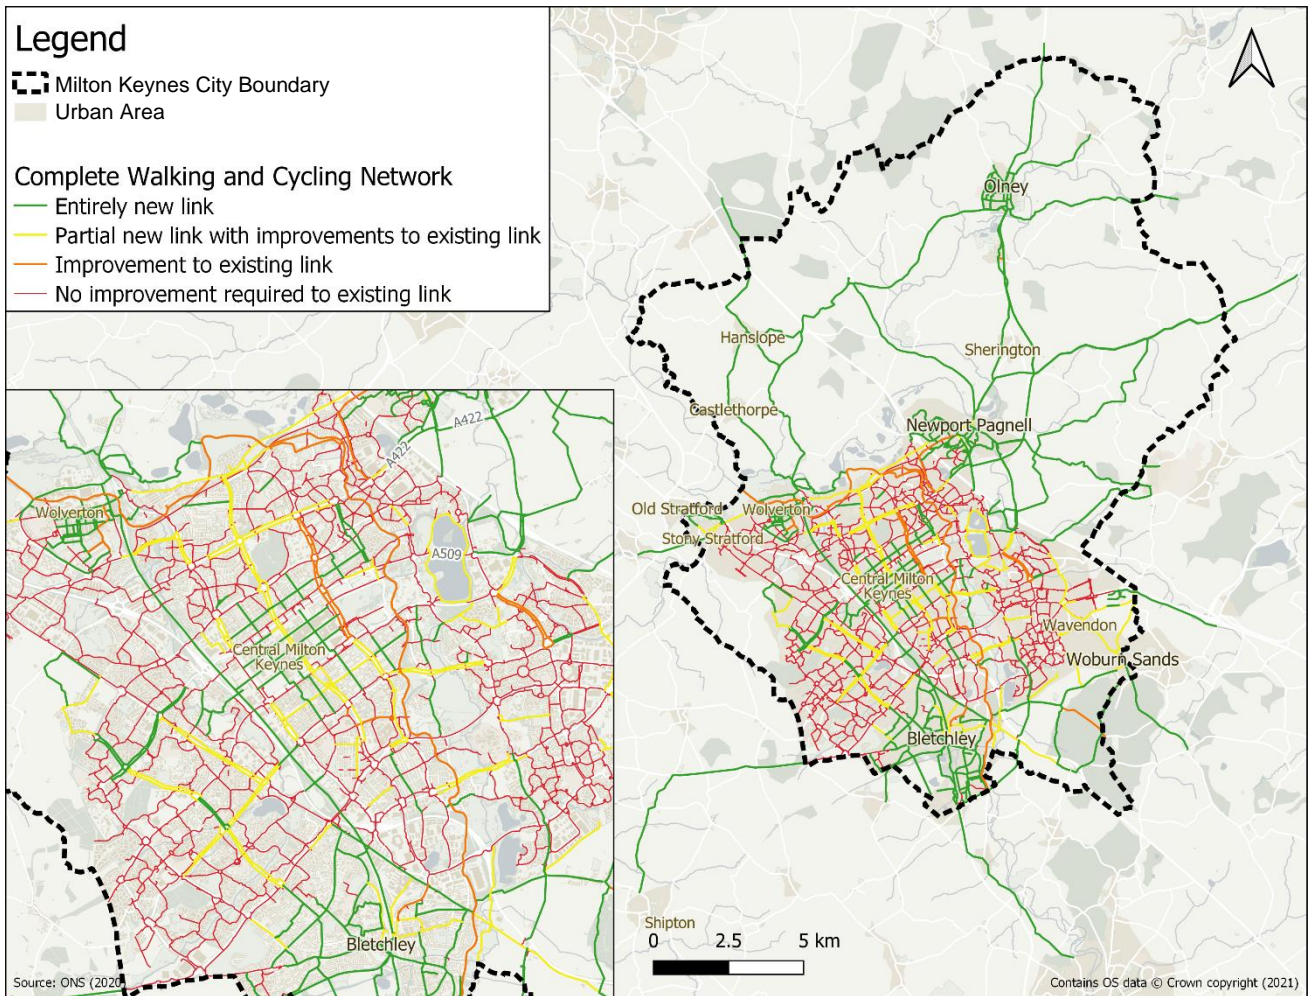 Legend
Milton Keynes City Boundary
Urban Area
Complete Walking and Cycling Network
Entirely new link
Partial new link with improvements to existing link
Improvement to existing link
No improvement required to existing link
Olney
Hanslope
Sherington
Castlethorpe
Newport Pagnell
Old Stratford
Wolverton
Stony Stratford
Central Milton
Keynes
Wavendon
Woburn Sands
Bletchley
Shipton
0 2.5 5 km
Contains OS data © Crown copyright (2021)
A422
A422
Wolverton
A509
Central Milton
Keynes
Bletchley
Source: ONS (2020